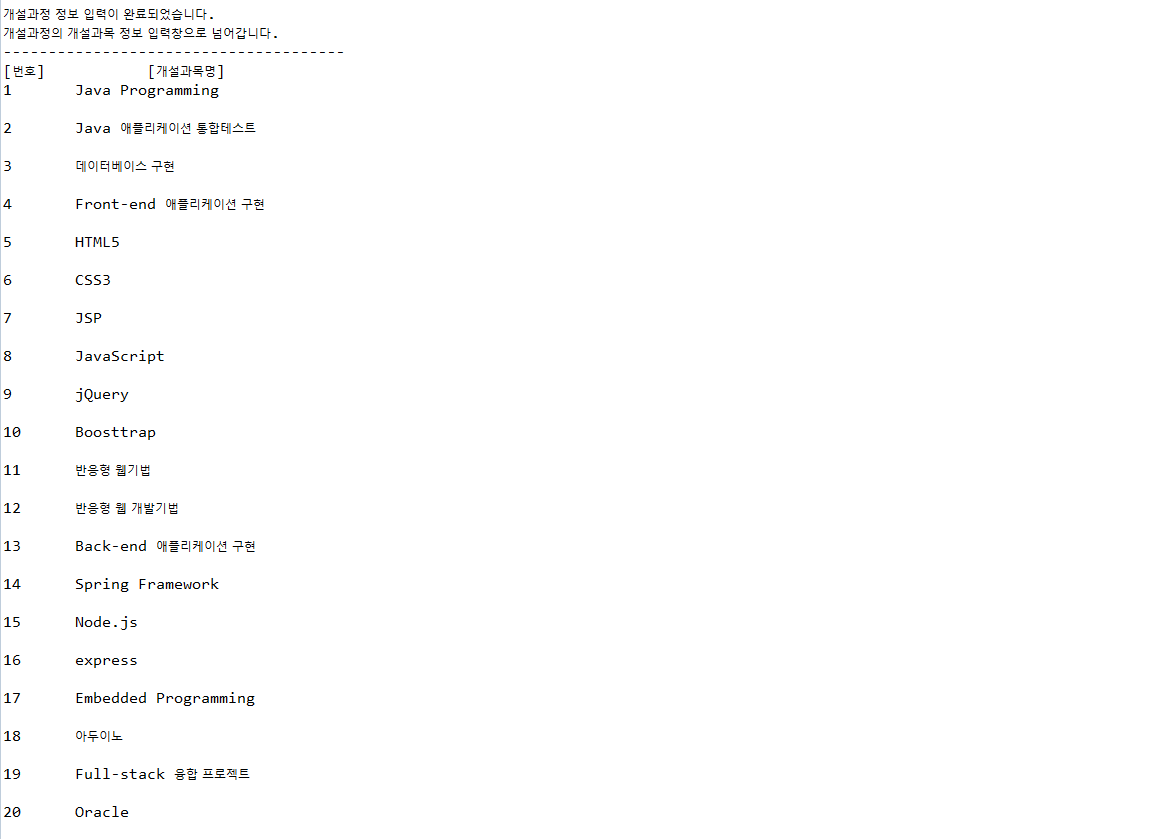 개설과정 정보 입력이 완료되었습니다.
개설과정의 개설과목 정보 입력창으로 넘어갑니다.
--------------------------------------
[번호] [개설과목명]
1 Java Programming
2 Java 애플리케이션 통합테스트
3 데이터베이스 구현
4 Front-end 애플리케이션 구현
5 HTML5
6 CSS3
7 JSP
8 JavaScript
9 jQuery
10 Boosttrap
11 반응형 웹기법
12 반응형 웹 개발기법
13 Back-end 애플리케이션 구현
14 Spring Framework
15 Node.js
16 express
17 Embedded Programming
18 아두이노
19 Full-stack 융합 프로젝트
20 Oracle